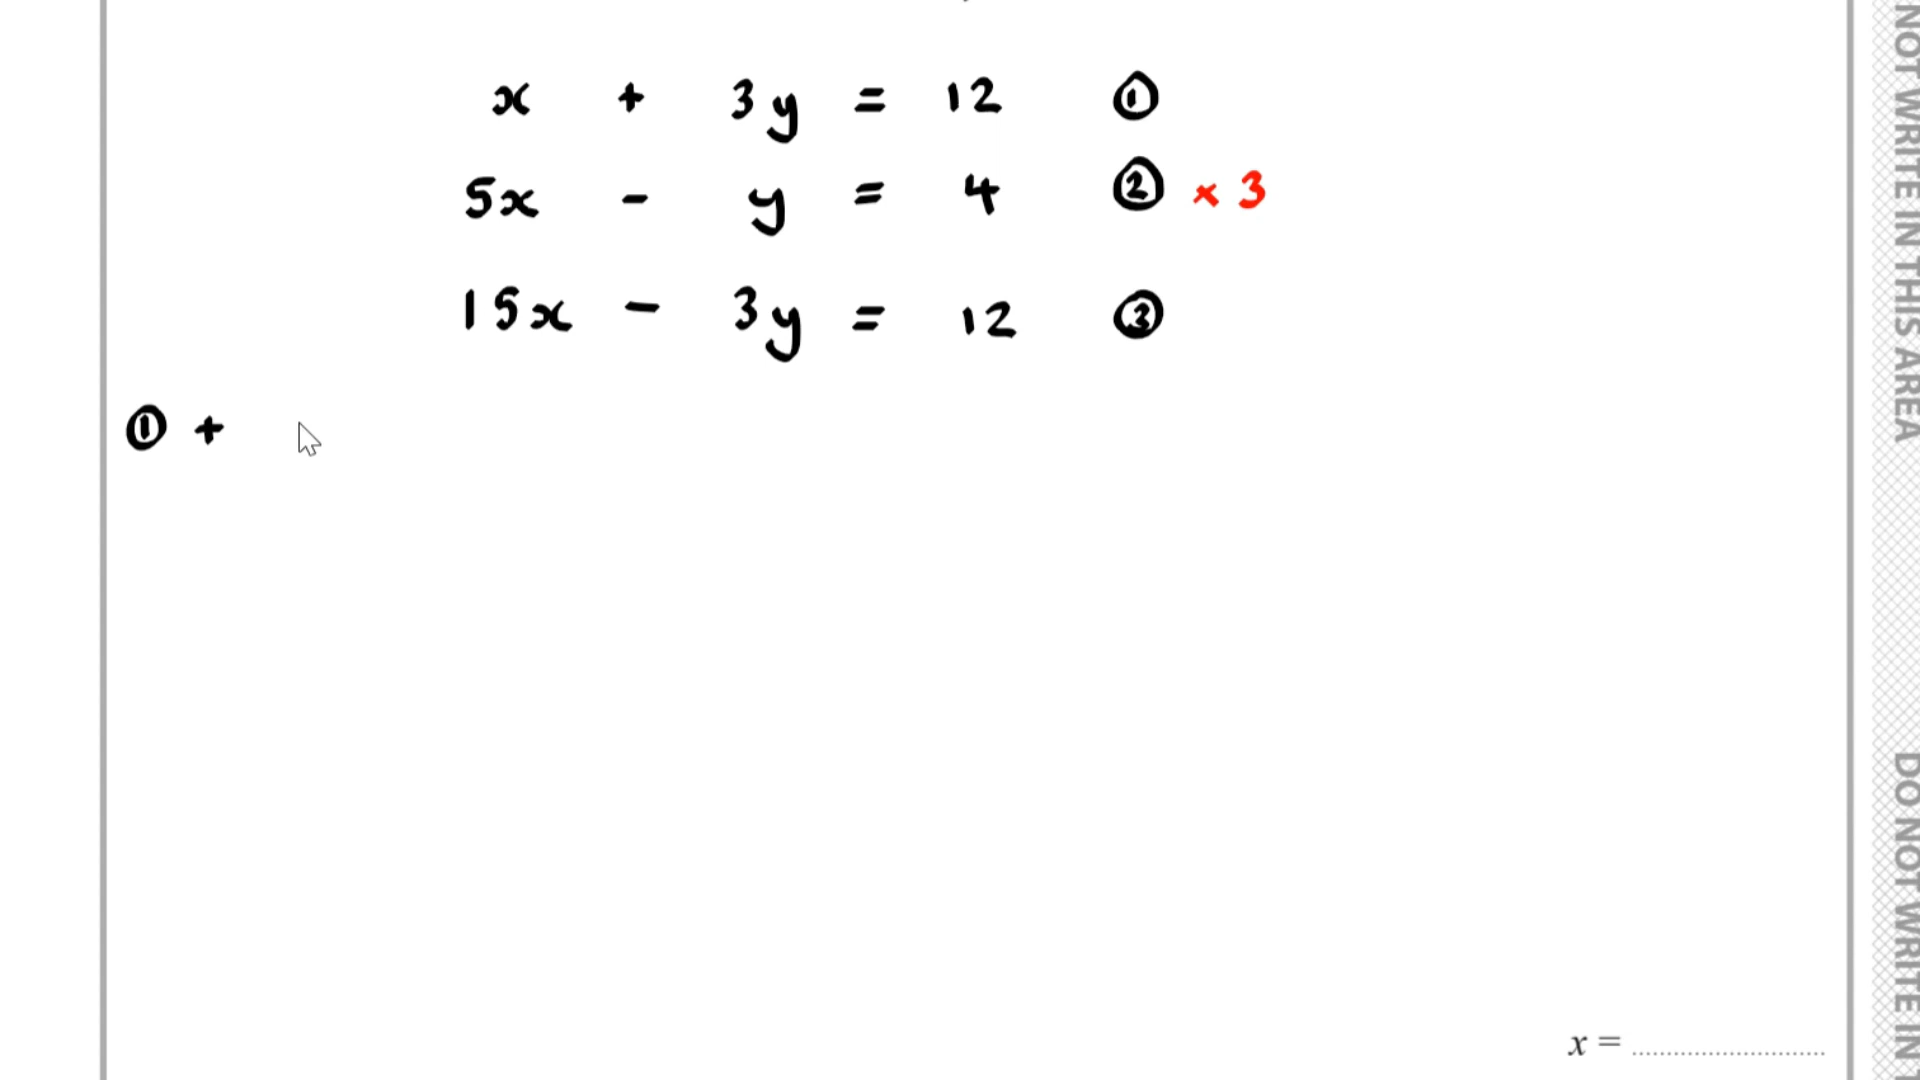 x + 3y = 12 ①
5x - y = 4 ② × 3
15x - 3y = 12 ③
① +
x =
NOT WRITE IN THIS AREA
DO NOT WRITE IN